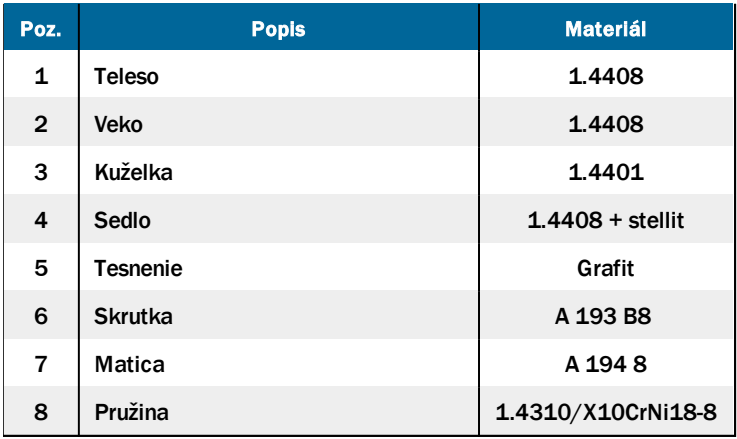 Poz. Popis Materiál
1 Teleso 1.4408
2 Veko 1.4408
3 Kuželka 1.4401
4 Sedlo 1.4408 + stellit
5 Tesnenie Grafit
6 Skrutka A 193 B8
7 Matica A 194 8
8 Pružina 1.4310/X10CrNi18-8